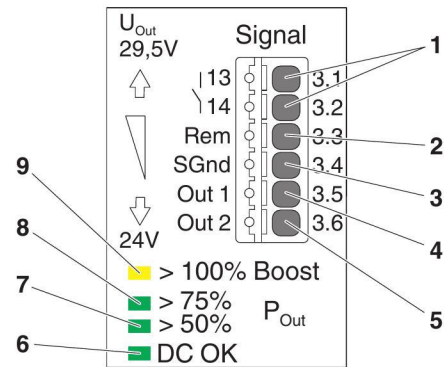 U Out
29,5V
Signal
13
3.1
14
3.2
Rem
3.3
SGnd
3.4
Out 1
3.5
Out 2
3.6
24V
> 100% Boost
> 75%
> 50%
P Out
DC OK
1
2
3
4
5
9
8
7
6